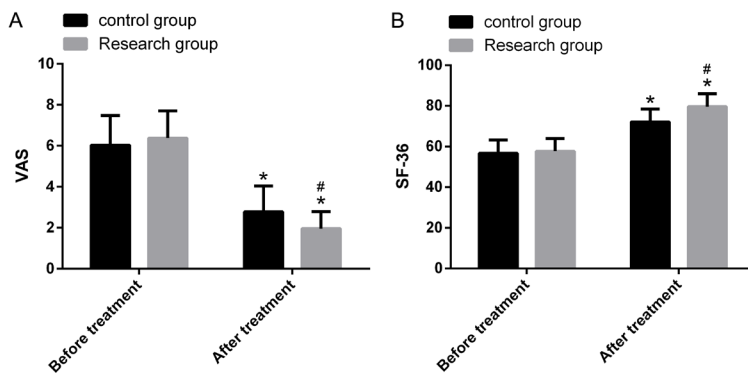 A
control group
Research group
10
8
6
4
2
0
VAS
*
#
*
Before treatment
After treatment
B
control group
Research group
100
80
60
40
20
0
SF-36
*
#
*
Before treatment
After treatment